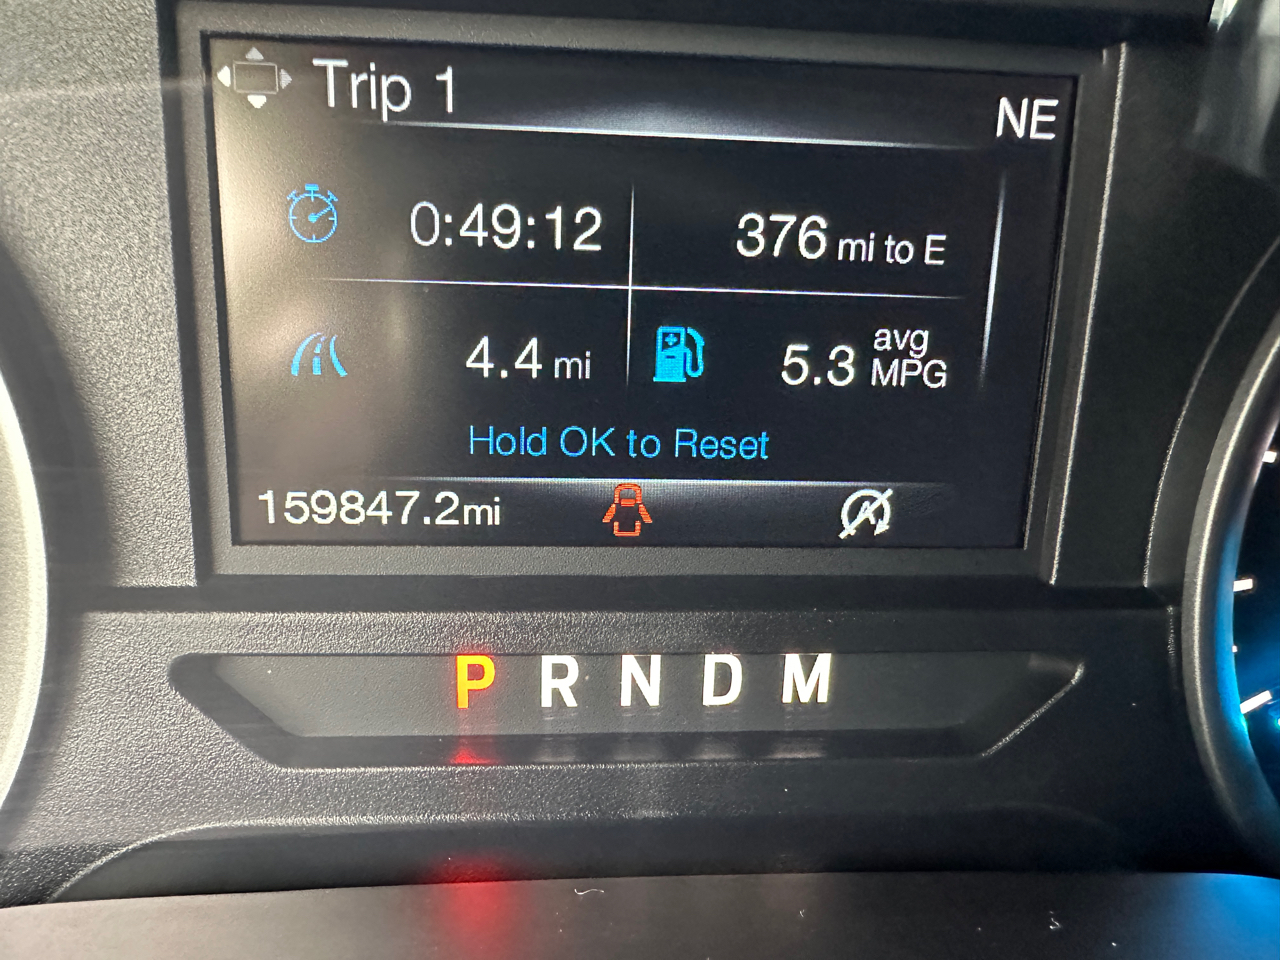 Trip 1
NE
0:49:12
376 mi to E
4.4 mi
5.3 avg MPG
Hold OK to Reset
159847.2mi
P R N D M